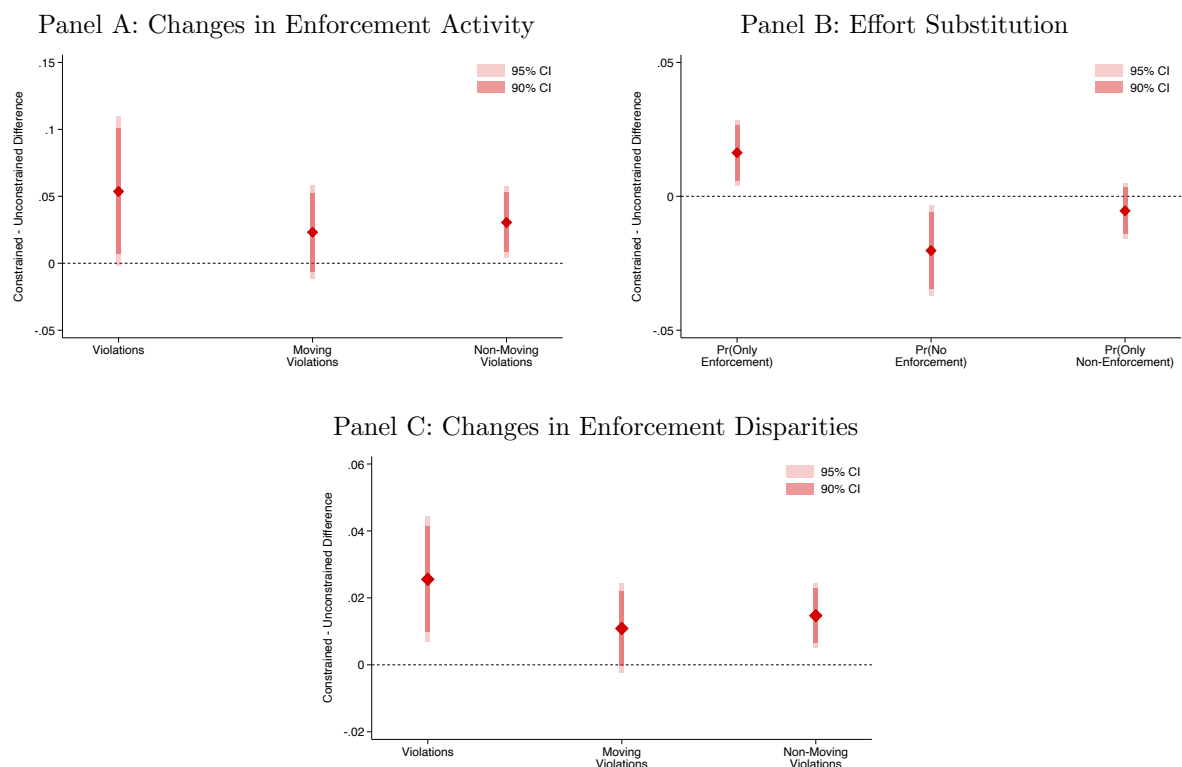 Panel A: Changes in Enforcement Activity
Constrained - Unconstrained Difference
.15
.1
.05
0
-.05
95% CI
90% CI
Violations
Moving
Violations
Non-Moving
Violations
Panel B: Effort Substitution
Constrained - Unconstrained Difference
.05
0
-.05
95% CI
90% CI
Pr(Only
Enforcement)
Pr(No
Enforcement)
Pr(Only
Non-Enforcement)
Panel C: Changes in Enforcement Disparities
Constrained - Unconstrained Difference
.06
.04
.02
0
-.02
95% CI
90% CI
Violations
Moving
Violations
Non-Moving
Violations